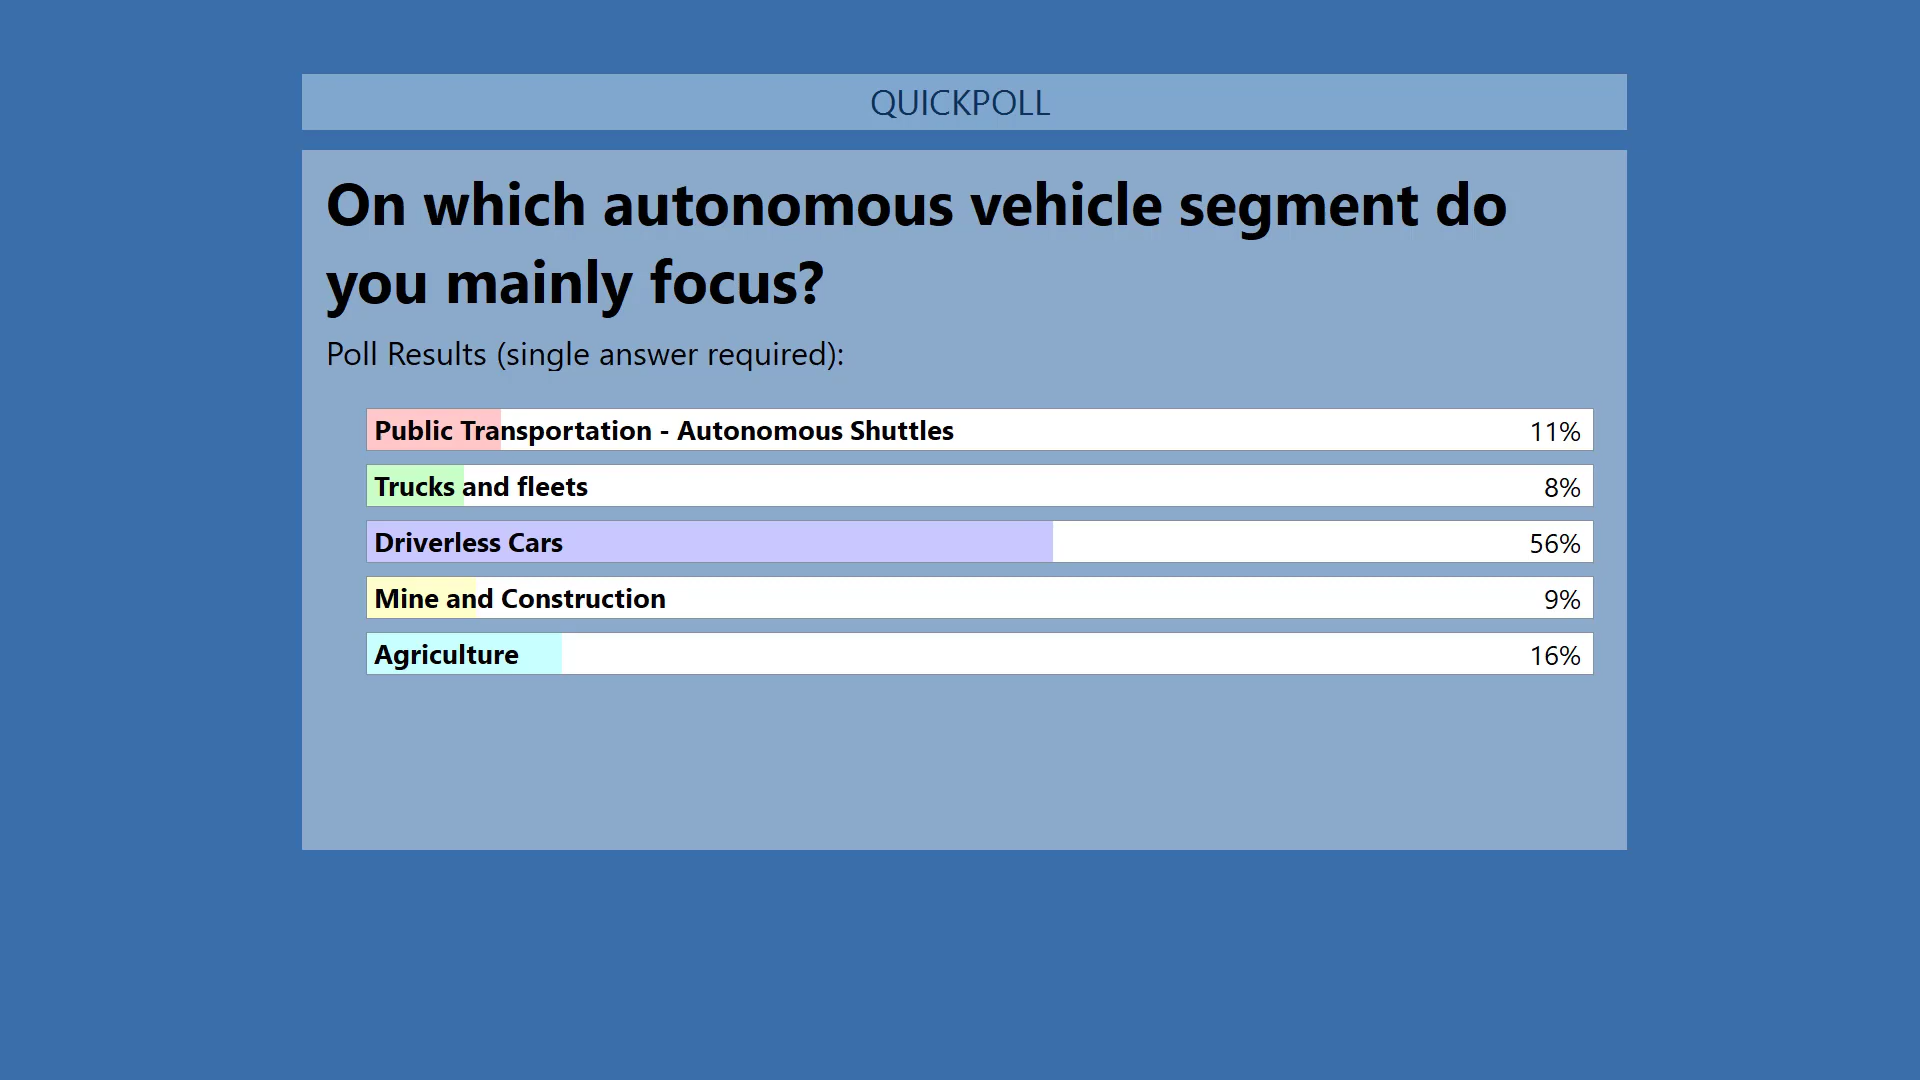 QUICKPOLL
On which autonomous vehicle segment do
you mainly focus?
Poll Results (single answer required):
Public Transportation - Autonomous Shuttles 11%
Trucks and fleets 8%
Driverless Cars 56%
Mine and Construction 9%
Agriculture 16%